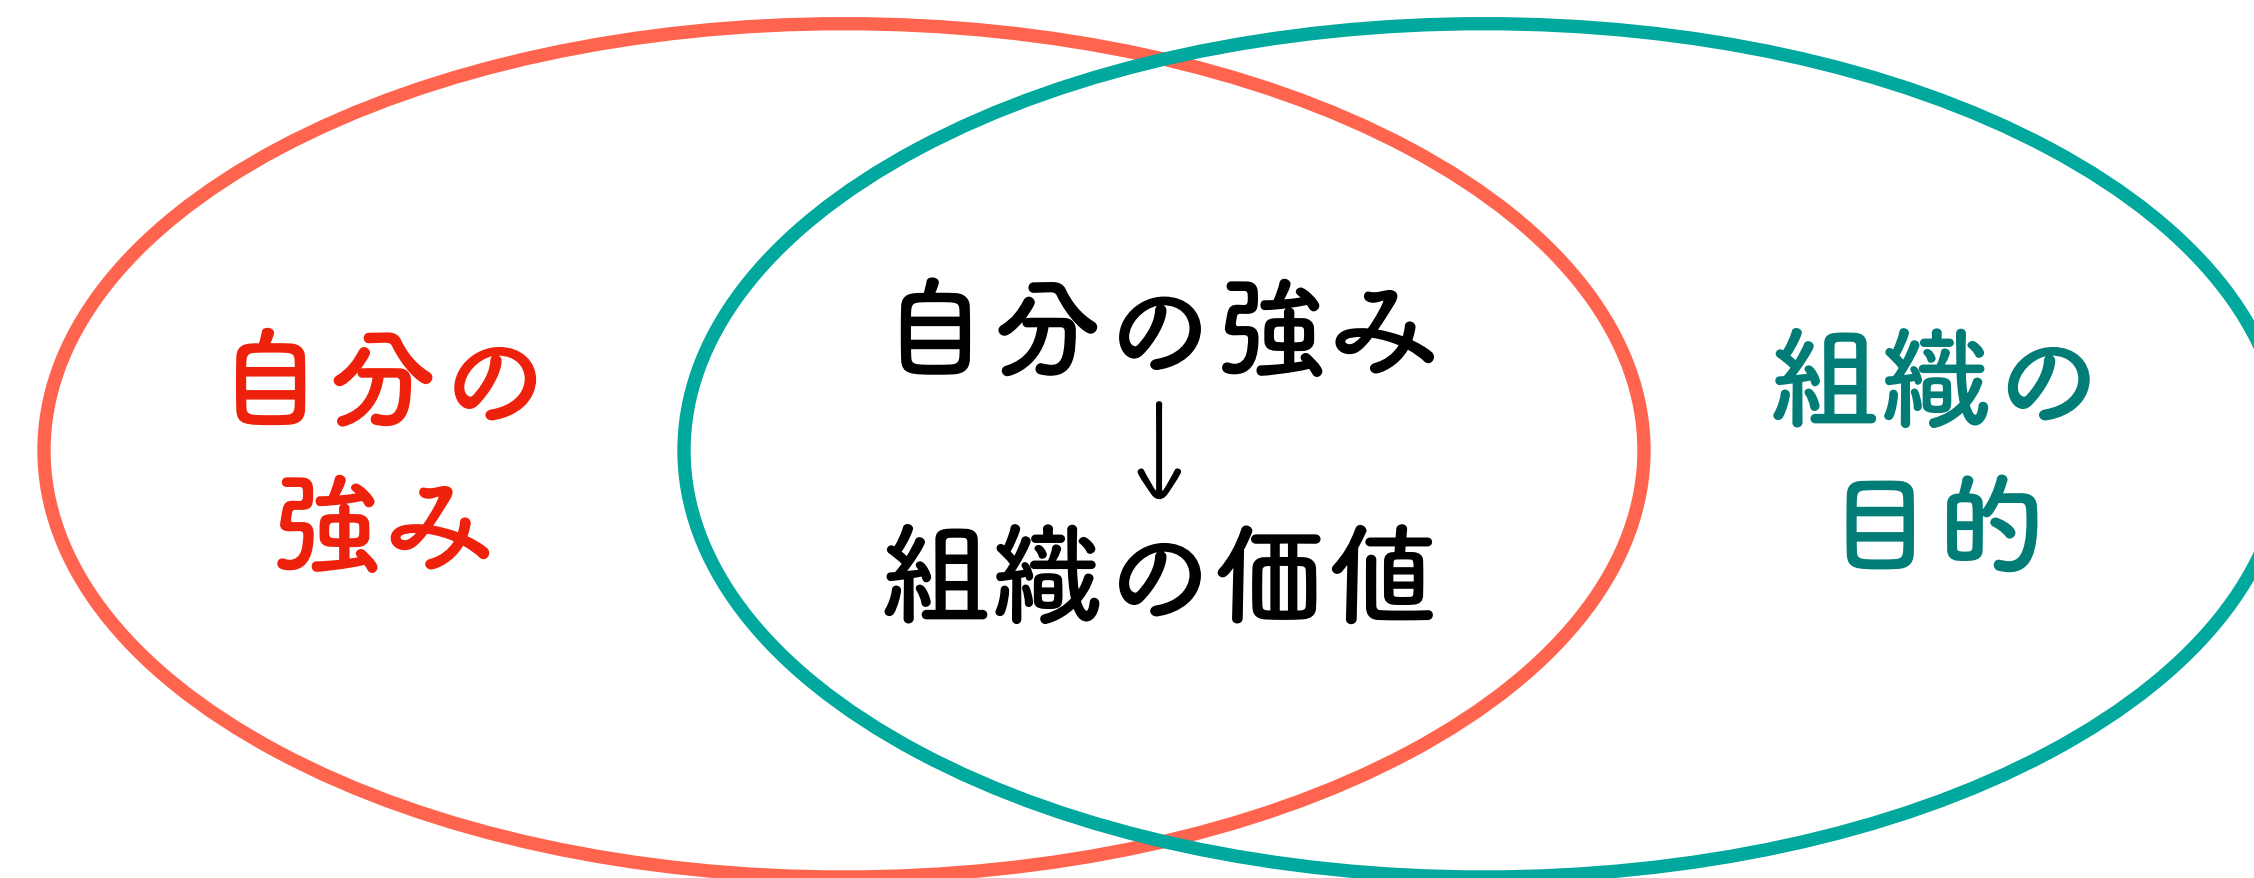 自分の
強み
自分の強み
↓
組織の価値
組織の
目的